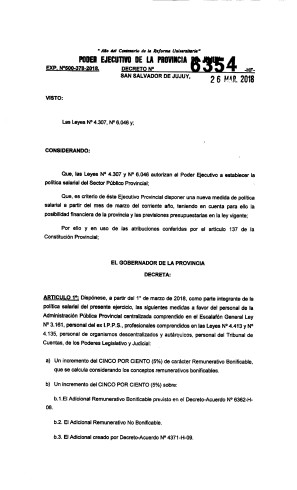 " Año del Centenario de la Reforma Universitaria"
PODER EJECUTIVO DE LA PROVINCIA DE JUJUY
EXP. Nº500-378-2018.
DECRETO Nº
6354
-HF-
SAN SALVADOR DE JUJUY,
26 MAR. 2018
VISTO:
Las Leyes Nº 4.307, Nº 6.046 y;
CONSIDERANDO:
Que, las Leyes Nº 4.307 y Nº 6.046 autorizan al Poder Ejecutivo a establecer la
política salarial del Sector Público Provincial;
Que, es criterio de éste Ejecutivo Provincial disponer una nueva medida de política
salarial a partir del mes de marzo del corriente año, teniendo en cuenta para ello la
posibilidad financiera de la provincia y las previsiones presupuestarias en la ley vigente;
Por ello y en uso de las atribuciones conferidas por el artículo 137 de la
Constitución Provincial;
EL GOBERNADOR DE LA PROVINCIA
DECRETA:
ARTICULO 1º: Dispónese, a partir del 1º de marzo de 2018, como parte integrante de la
política salarial del presente ejercicio, las siguientes medidas a favor del personal de la
Administración Pública Provincial centralizada comprendido en el Escalafón General Ley
Nº 3.161, personal del ex I.P.P.S., profesionales comprendidos en las Leyes Nº 4.413 y Nº
4.135, personal de organismos descentralizados y autárquicos, personal del Tribunal de
Cuentas, de los Poderes Legislativo y Judicial:
a) Un incremento del CINCO POR CIENTO (5%) de carácter Remunerativo Bonificable,
que se calcula considerando los conceptos remunerativos bonificables.
b) Un incremento del CINCO POR CIENTO (5%) sobre:
b.1.El Adicional Remunerativo Bonificable previsto en el Decreto-Acuerdo Nº 6362-H-
06.
b.2. El Adicional Remunerativo No Bonificable.
b.3. El Adicional creado por Decreto-Acuerdo Nº 4371-H-09.